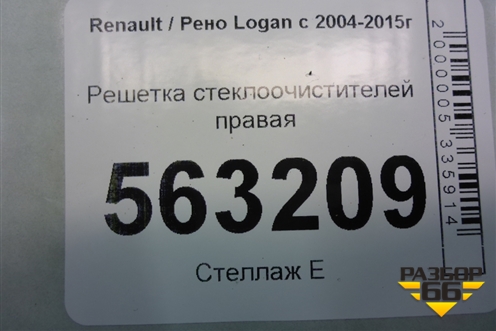 Renault / Рено Logan с 2004-2015г
Решетка стеклоочистителей
правая
563209
Стеллаж Е
2000005335914
РАЗБОР
66